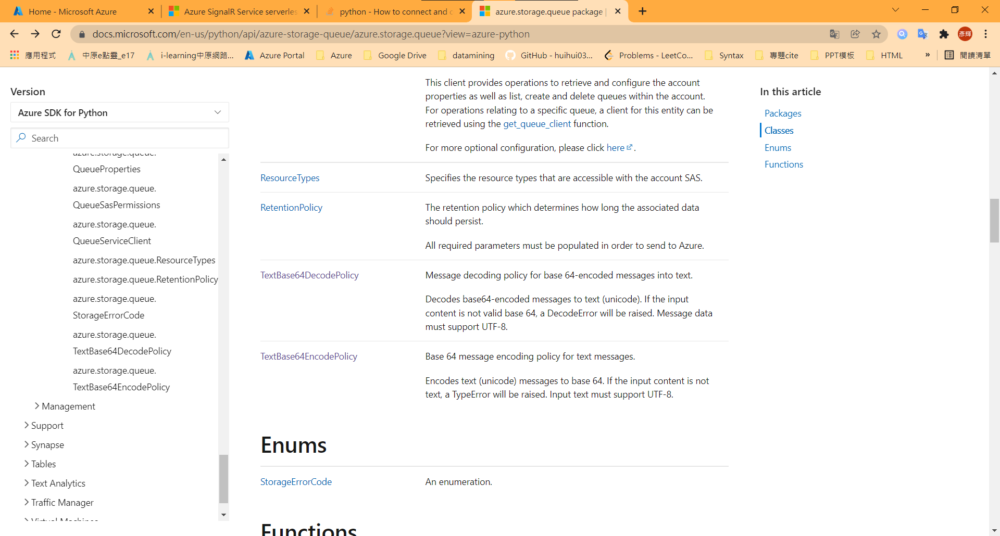 Home - Microsoft Azure
Azure SignalR Service serverles
python - How to connect and c
azure.storage.queue package |
docs.microsoft.com/en-us/python/api/azure-storage-queue/azure.storage.queue?view=azure-python
彥輝
應用程式
中原e點靈_e17
i-learning中原網路...
Azure Portal
Azure
Google Drive
datamining
GitHub - huihui03...
Problems - LeetCo...
Syntax
專題cite
PPT模板
HTML
»
閱讀清單
Version
Azure SDK for Python
Search
azure.storage.queue.
QueueProperties
azure.storage.queue.
QueueSasPermissions
azure.storage.queue.
QueueServiceClient
azure.storage.queue.ResourceTypes
azure.storage.queue.RetentionPolicy
azure.storage.queue.
StorageErrorCode
azure.storage.queue.
TextBase64DecodePolicy
azure.storage.queue.
TextBase64EncodePolicy
Management
Support
Synapse
Tables
Text Analytics
Traffic Manager
Virtual Machines
This client provides operations to retrieve and configure the account
properties as well as list, create and delete queues within the account.
For operations relating to a specific queue, a client for this entity can be
retrieved using the get_queue_client function.
For more optional configuration, please click here.
ResourceTypes
Specifies the resource types that are accessible with the account SAS.
RetentionPolicy
The retention policy which determines how long the associated data
should persist.
All required parameters must be populated in order to send to Azure.
TextBase64DecodePolicy
Message decoding policy for base 64-encoded messages into text.
Decodes base64-encoded messages to text (unicode). If the input
content is not valid base 64, a DecodeError will be raised. Message data
must support UTF-8.
TextBase64EncodePolicy
Base 64 message encoding policy for text messages.
Encodes text (unicode) messages to base 64. If the input content is not
text, a TypeError will be raised. Input text must support UTF-8.
Enums
StorageErrorCode
An enumeration.
Functions
In this article
Packages
Classes
Enums
Functions